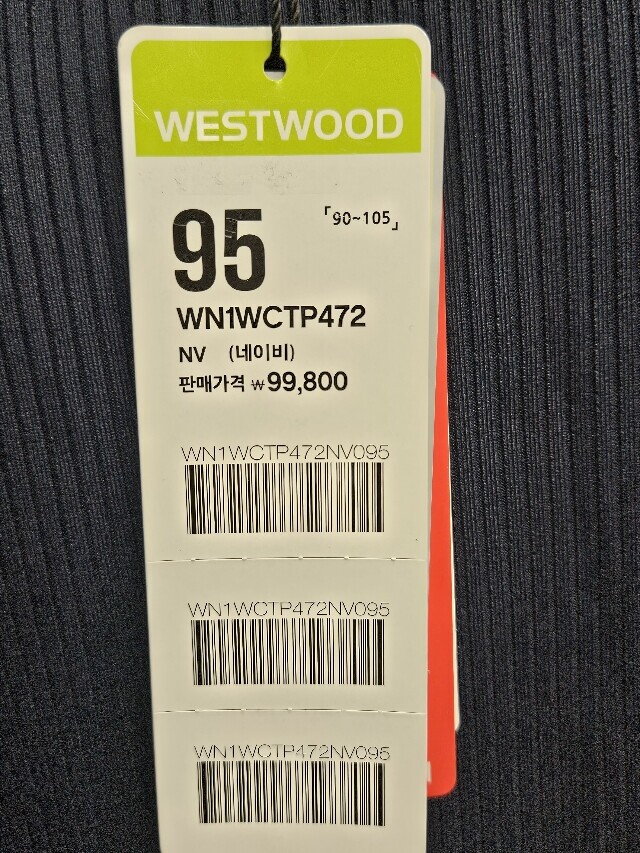 WESTWOOD
「90~105」
95
WN1WCTP472
NV (네이비)
판매가격 ₩99,800
WN1WCTP472NV095
WN1WCTP472NV095
WN1WCTP472NV095